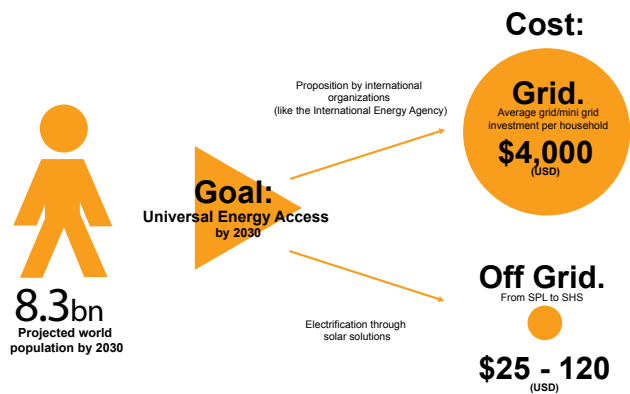 8.3bn
Projected world
population by 2030
Goal:
Universal Energy Access
by 2030
Proposition by international
organizations
(like the International Energy Agency)
Electrification through
solar solutions
Cost:
Grid.
Average grid/mini grid
investment per household
$4,000
(USD)
Off Grid.
From SPL to SHS
$25 - 120
(USD)